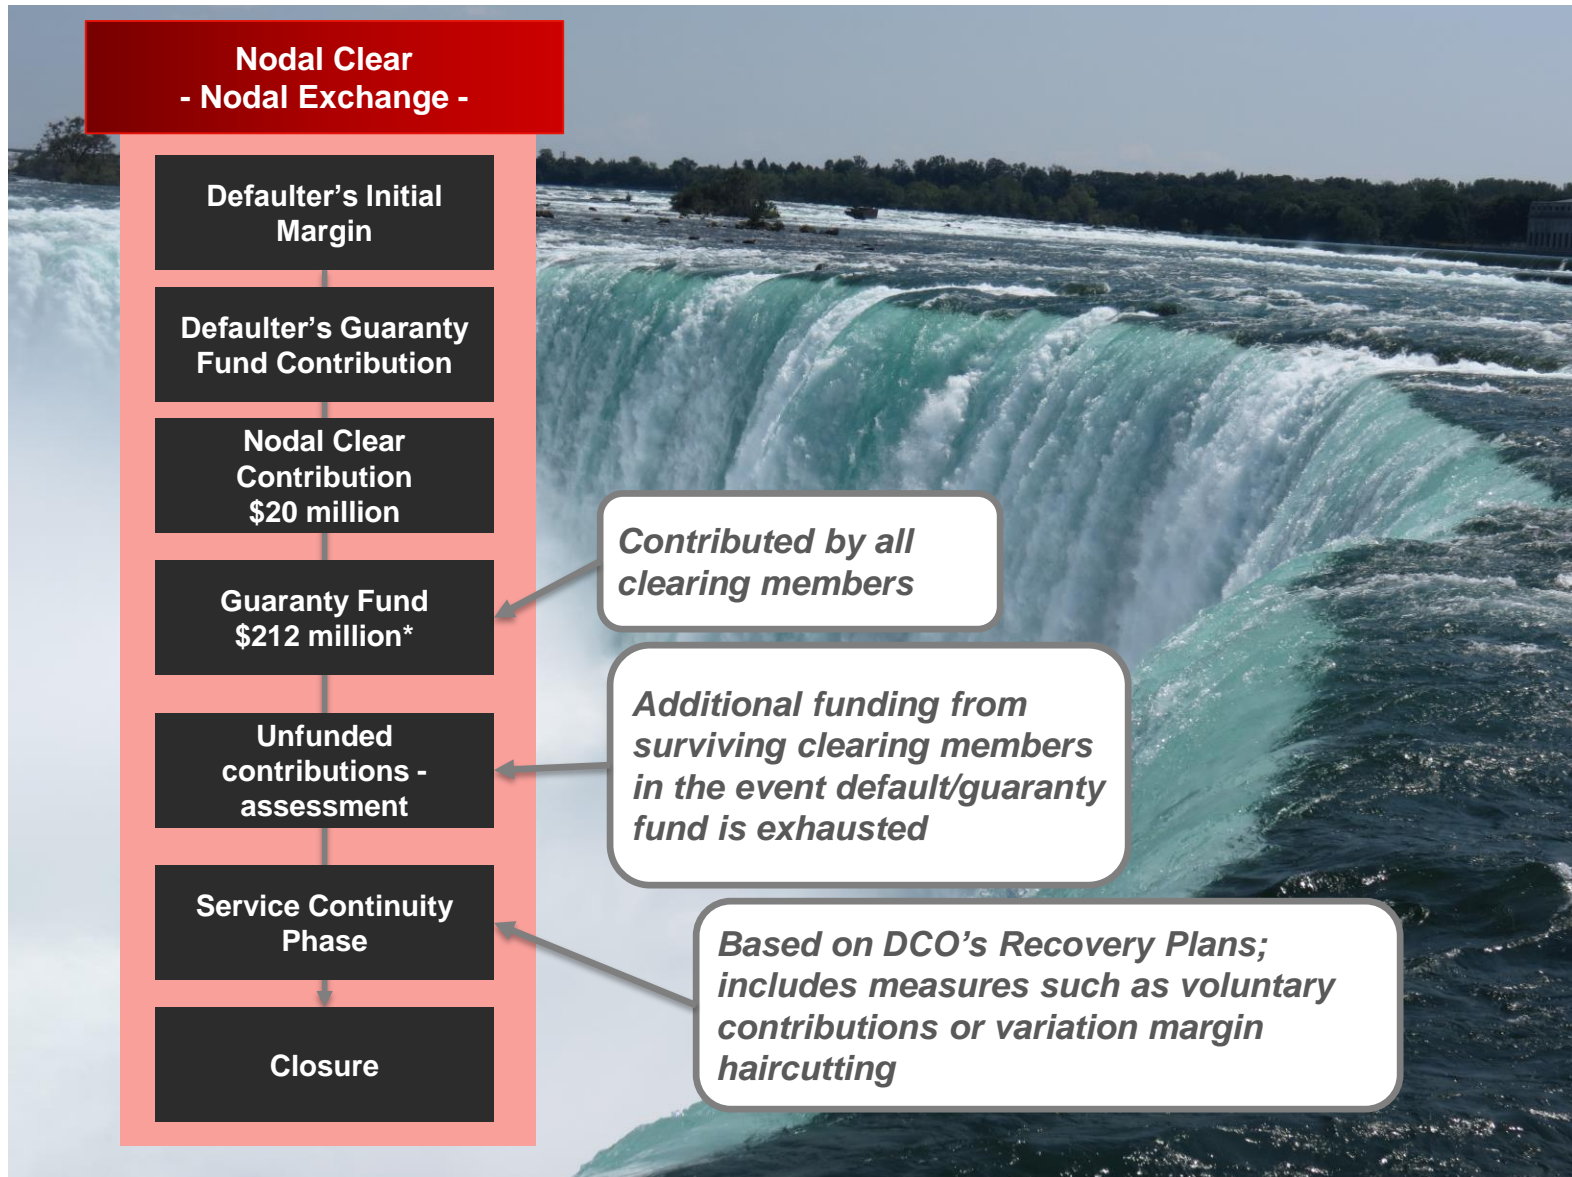 Nodal Clear
- Nodal Exchange -
Defaulter’s Initial
Margin
Defaulter’s Guaranty
Fund Contribution
Nodal Clear
Contribution
$20 million
Guaranty Fund
$212 million*
Unfunded
contributions -
assessment
Service Continuity
Phase
Closure
Contributed by all
clearing members
Additional funding from
surviving clearing members
in the event default/guaranty
fund is exhausted
Based on DCO’s Recovery Plans;
includes measures such as voluntary
contributions or variation margin
haircutting